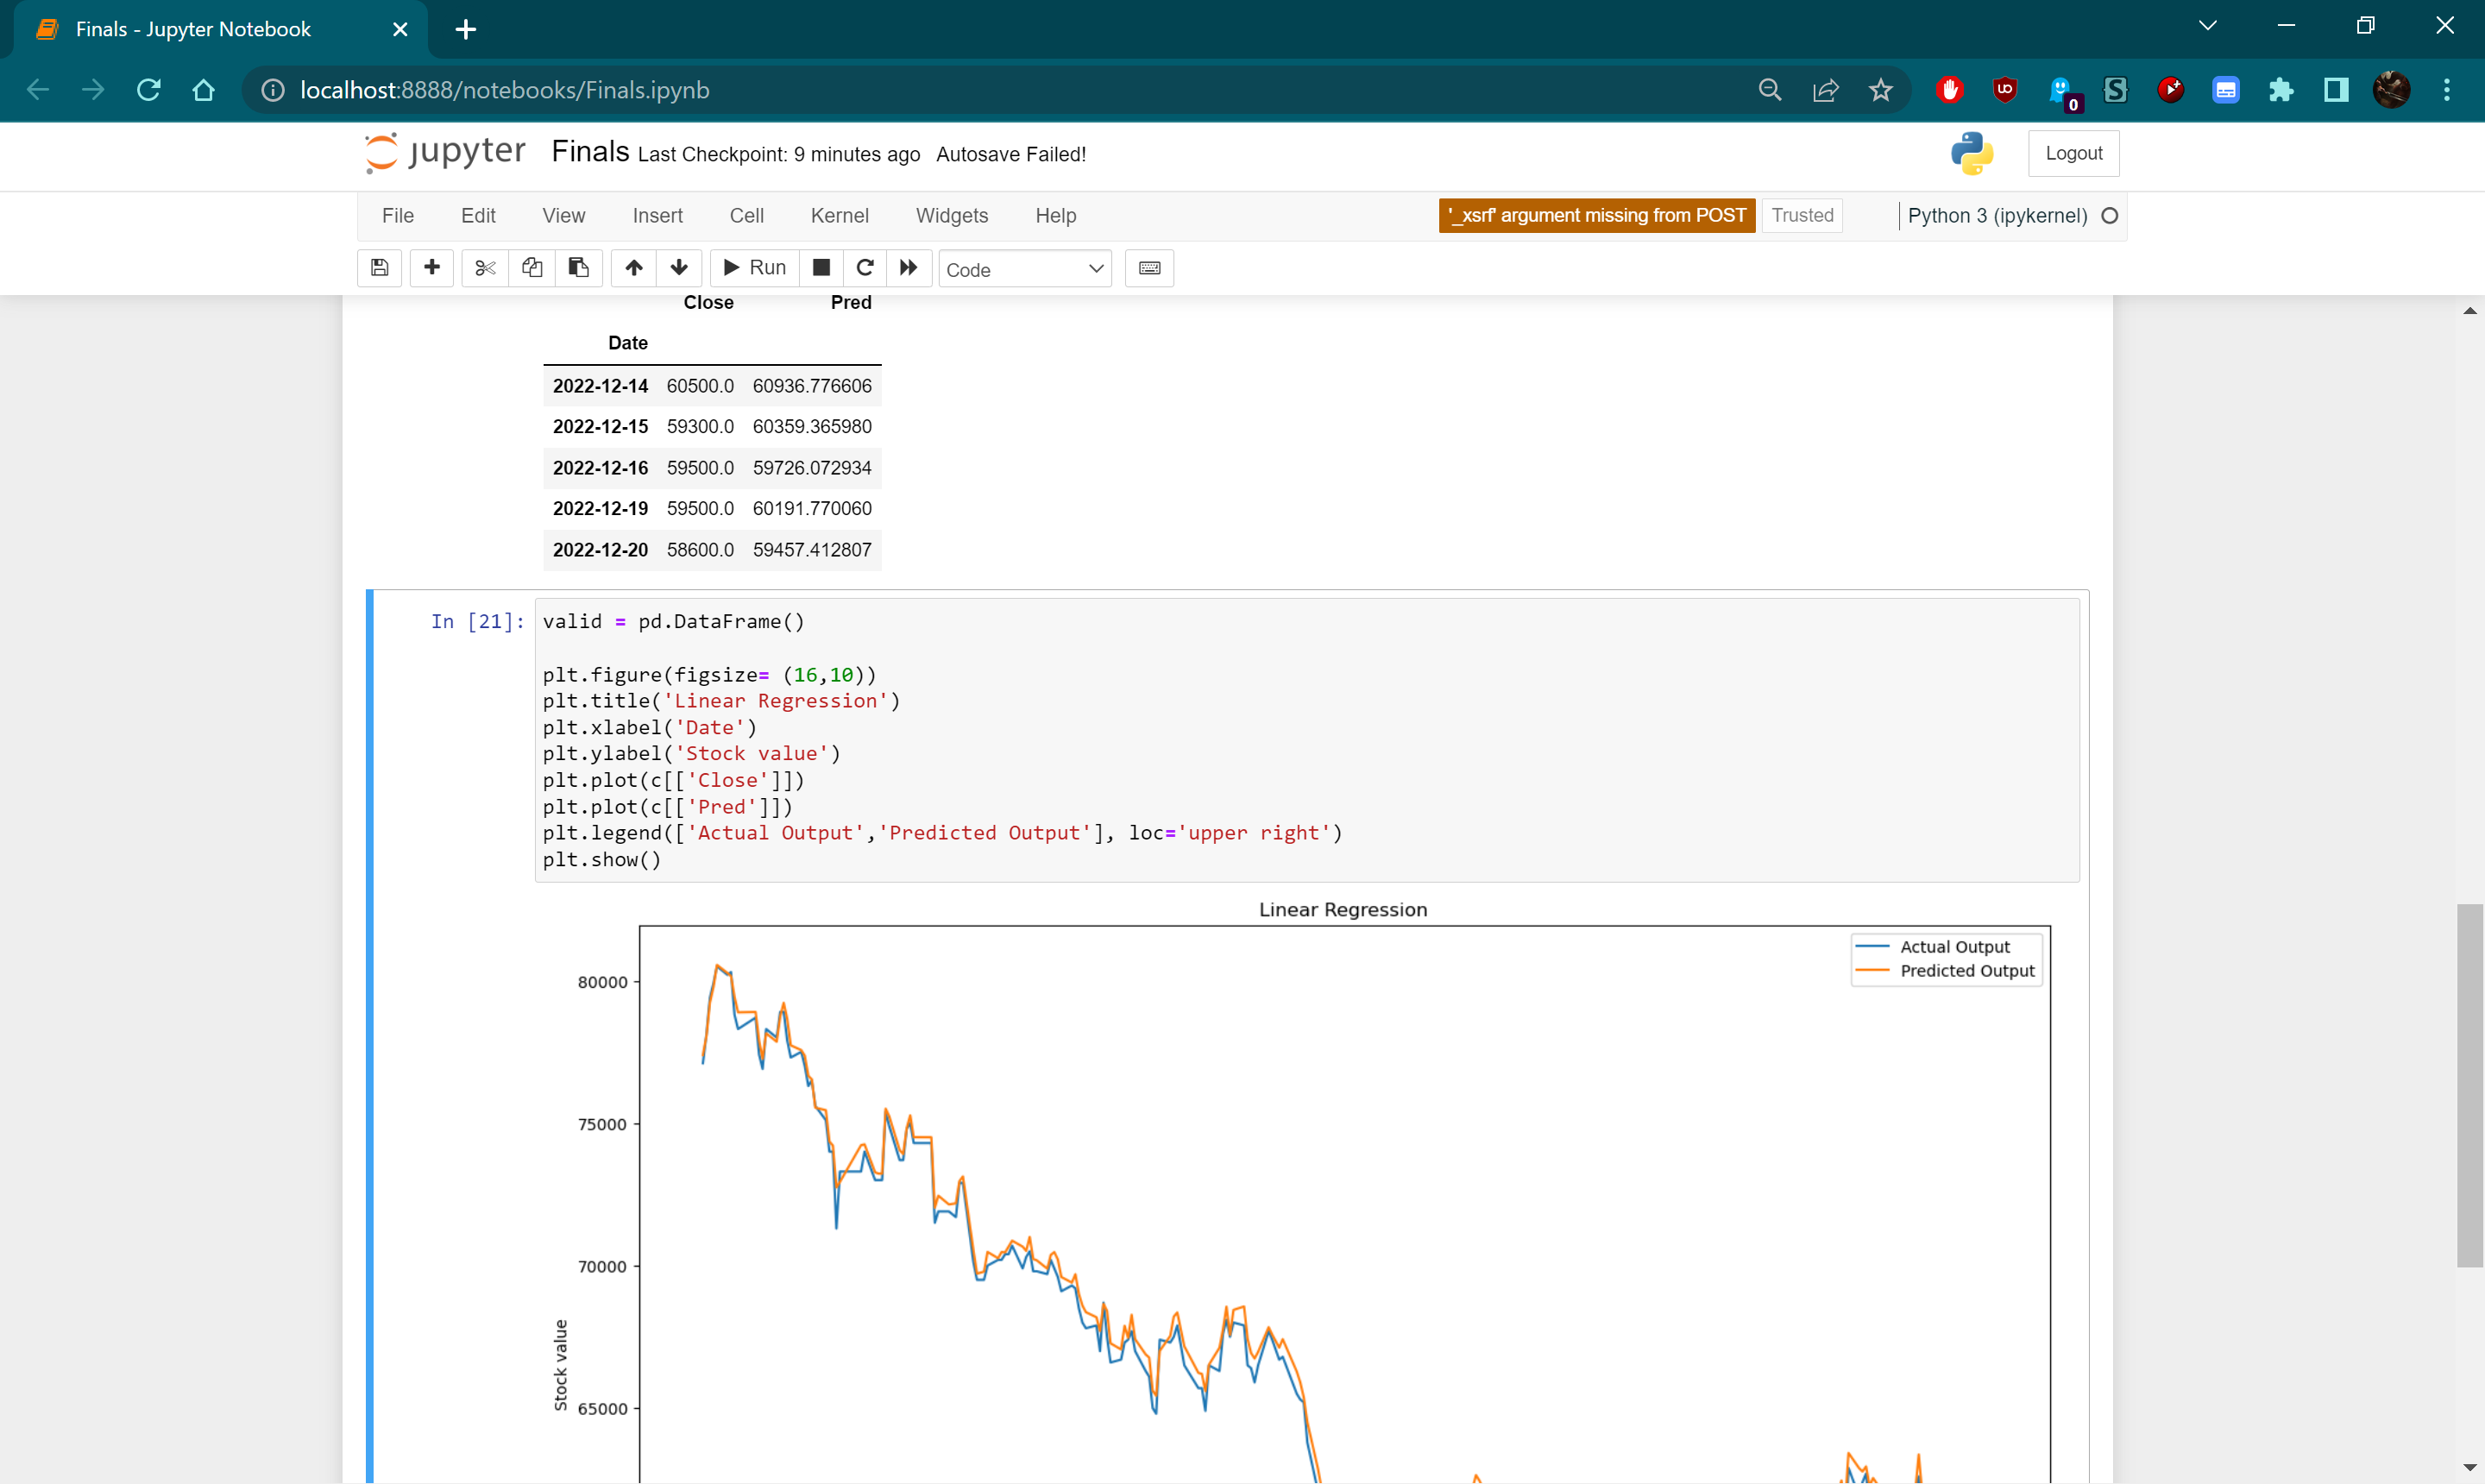 Finals - Jupyter Notebook
localhost:8888/notebooks/Finals.ipynb
0
jupyter Finals Last Checkpoint: 9 minutes ago Autosave Failed!
Logout
File Edit View Insert Cell Kernel Widgets Help
'_xsrf' argument missing from POST
Trusted
Python 3 (ipykernel)
Run
Code
Close Pred
Date
2022-12-14 60500.0 60936.776606
2022-12-15 59300.0 60359.365980
2022-12-16 59500.0 59726.072934
2022-12-19 59500.0 60191.770060
2022-12-20 58600.0 59457.412807
In [21]: valid = pd.DataFrame()
plt.figure(figsize= (16,10))
plt.title('Linear Regression')
plt.xlabel('Date')
plt.ylabel('Stock value')
plt.plot(c[['Close']])
plt.plot(c[['Pred']])
plt.legend(['Actual Output','Predicted Output'], loc='upper right')
plt.show()
Linear Regression
Actual Output
Predicted Output
80000
75000
70000
65000
Stock value